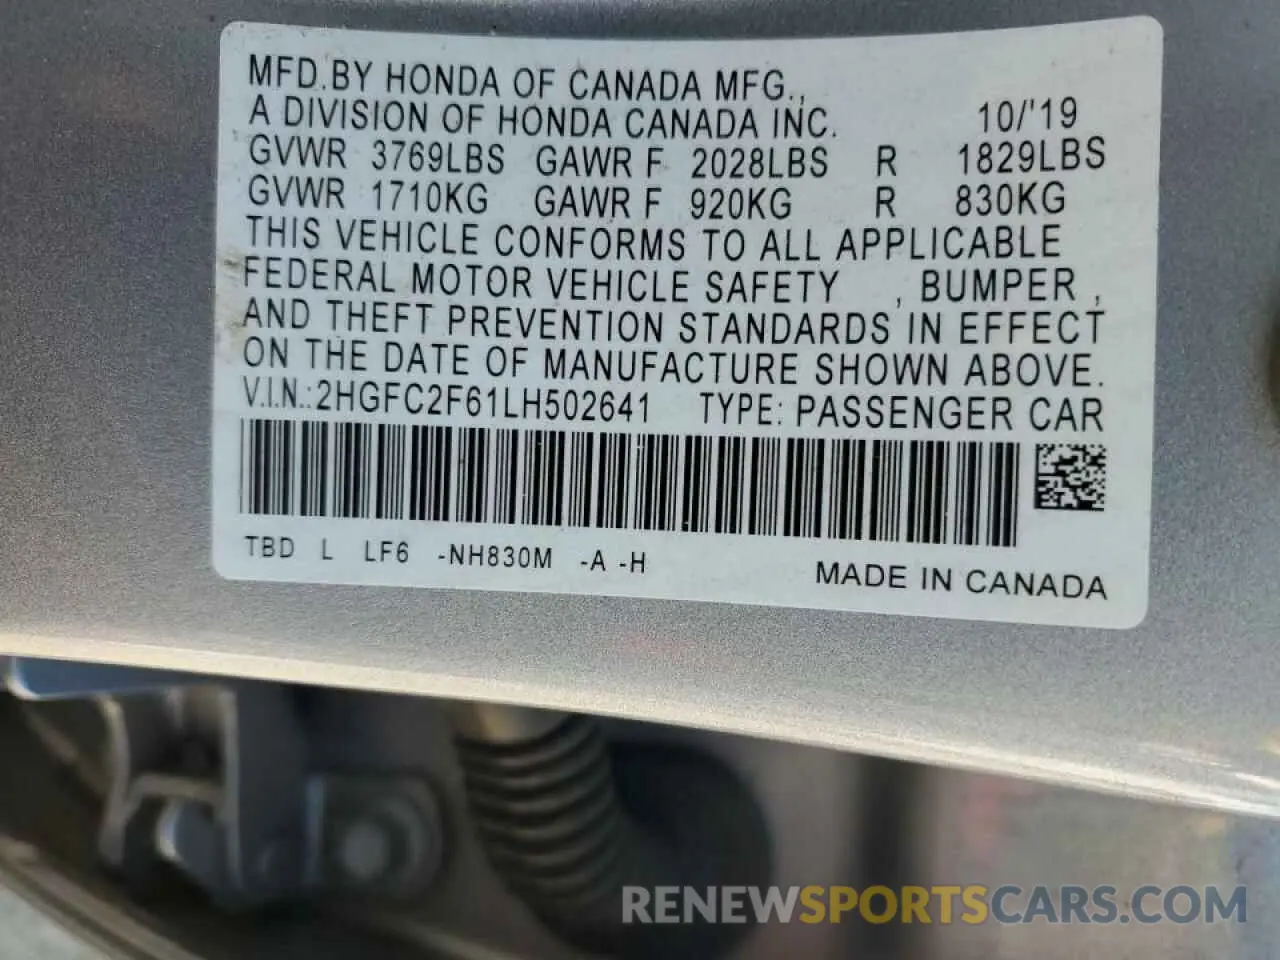 MFD.BY HONDA OF CANADA MFG.,
A DIVISION OF HONDA CANADA INC. 10/'19
GVWR 3769LBS GAWR F 2028LBS R 1829LBS
GVWR 1710KG GAWR F 920KG R 830KG
THIS VEHICLE CONFORMS TO ALL APPLICABLE
FEDERAL MOTOR VEHICLE SAFETY , BUMPER ,
AND THEFT PREVENTION STANDARDS IN EFFECT
ON THE DATE OF MANUFACTURE SHOWN ABOVE.
V.I.N.:2HGFC2F61LH502641 TYPE: PASSENGER CAR
TBD L LF6 -NH830M -A -H
MADE IN CANADA
RENEWSPORTSCARS.COM